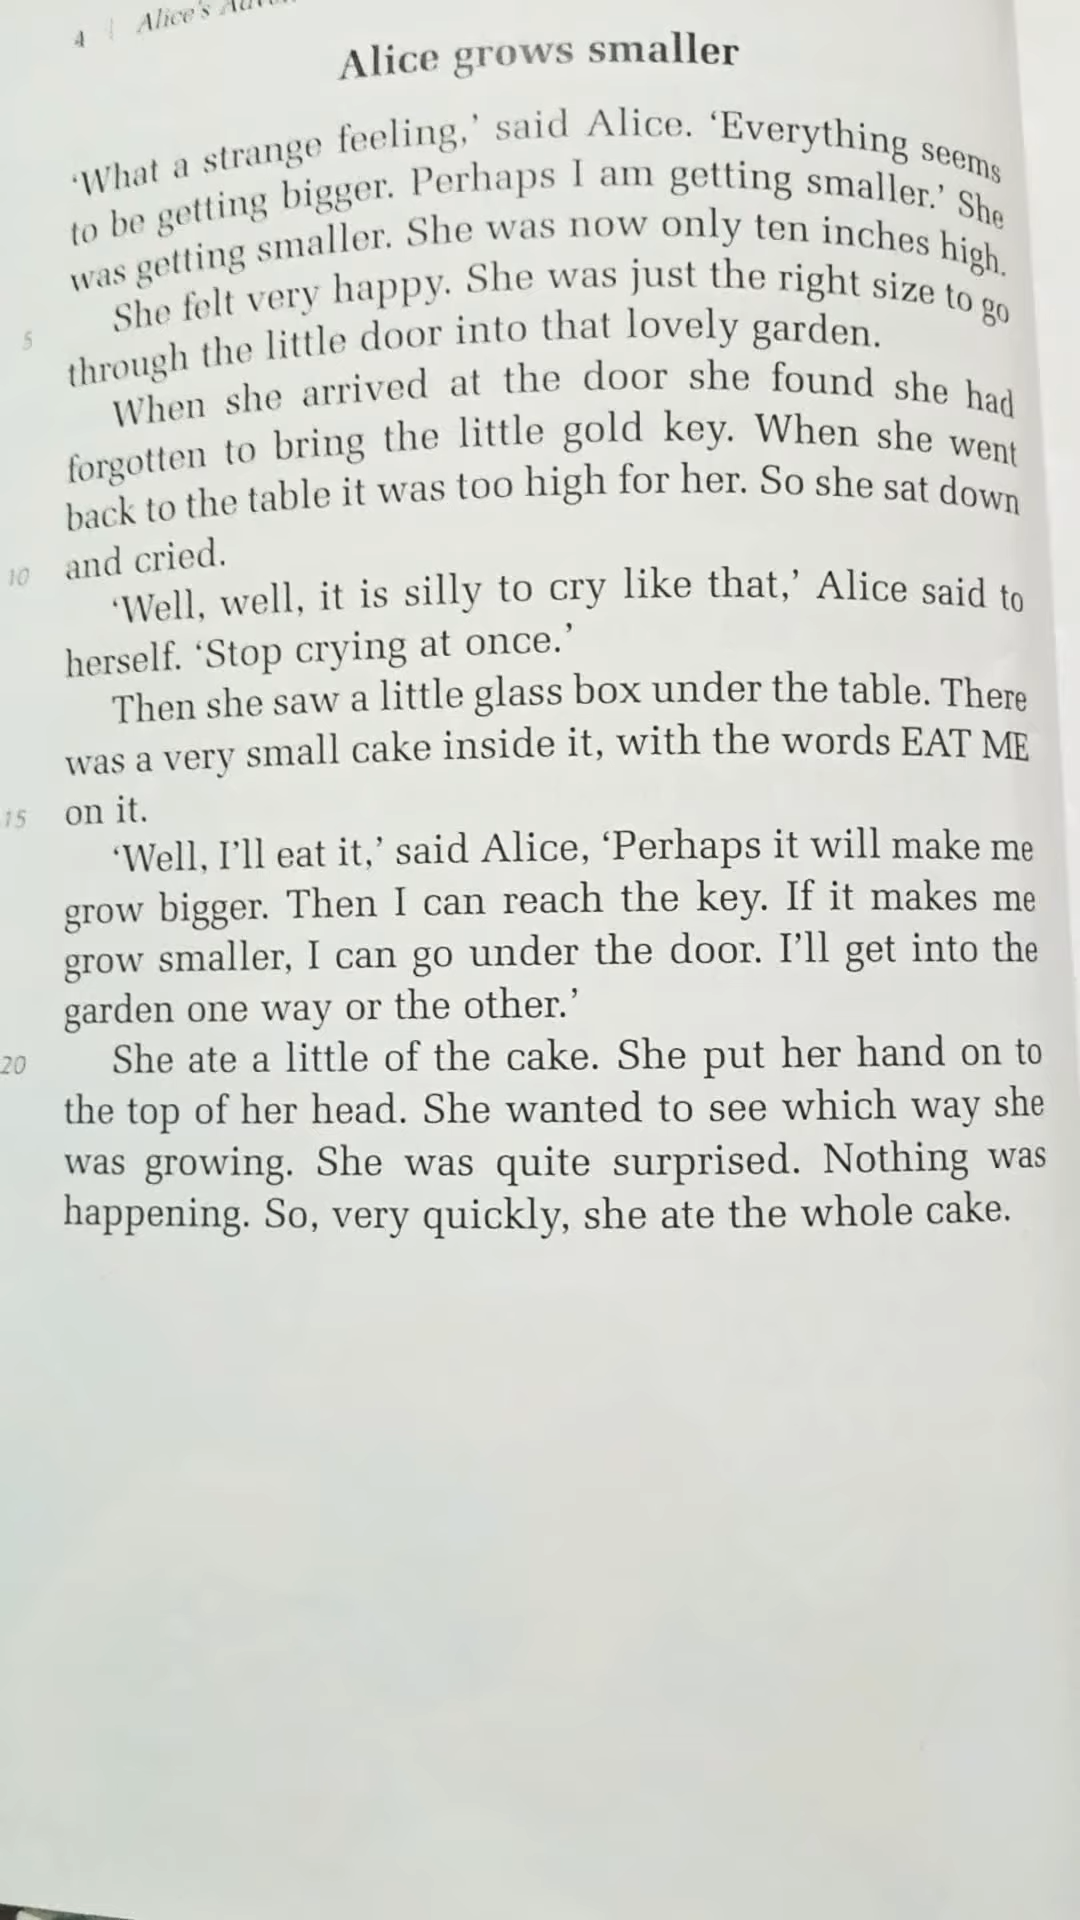 4 | Alice's
Alice grows smaller
‘What a strange feeling,’ said Alice. ‘Everything seems
to be getting bigger. Perhaps I am getting smaller.’ She
was getting smaller. She was now only ten inches high.
She felt very happy. She was just the right size to go
5 through the little door into that lovely garden.
When she arrived at the door she found she had
forgotten to bring the little gold key. When she went
back to the table it was too high for her. So she sat down
10 and cried.
‘Well, well, it is silly to cry like that,’ Alice said to
herself. ‘Stop crying at once.’
Then she saw a little glass box under the table. There
was a very small cake inside it, with the words EAT ME
15 on it.
‘Well, I’ll eat it,’ said Alice, ‘Perhaps it will make me
grow bigger. Then I can reach the key. If it makes me
grow smaller, I can go under the door. I’ll get into the
garden one way or the other.’
20 She ate a little of the cake. She put her hand on to
the top of her head. She wanted to see which way she
was growing. She was quite surprised. Nothing was
happening. So, very quickly, she ate the whole cake.